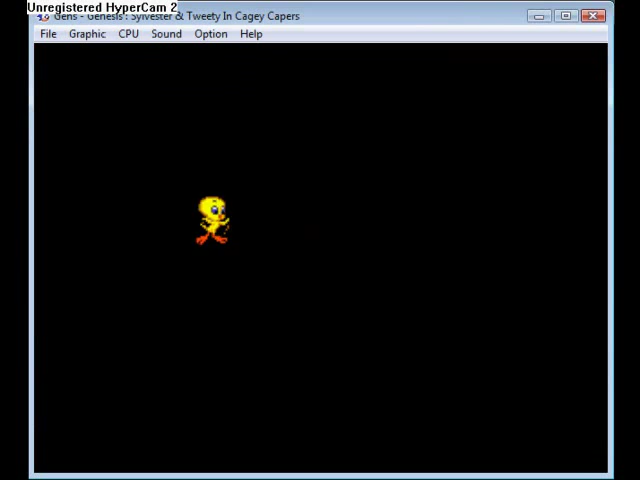 Unregistered HyperCam 2
Gens - Genesis : Sylvester & Tweety In Cagey Capers
File Graphic CPU Sound Option Help